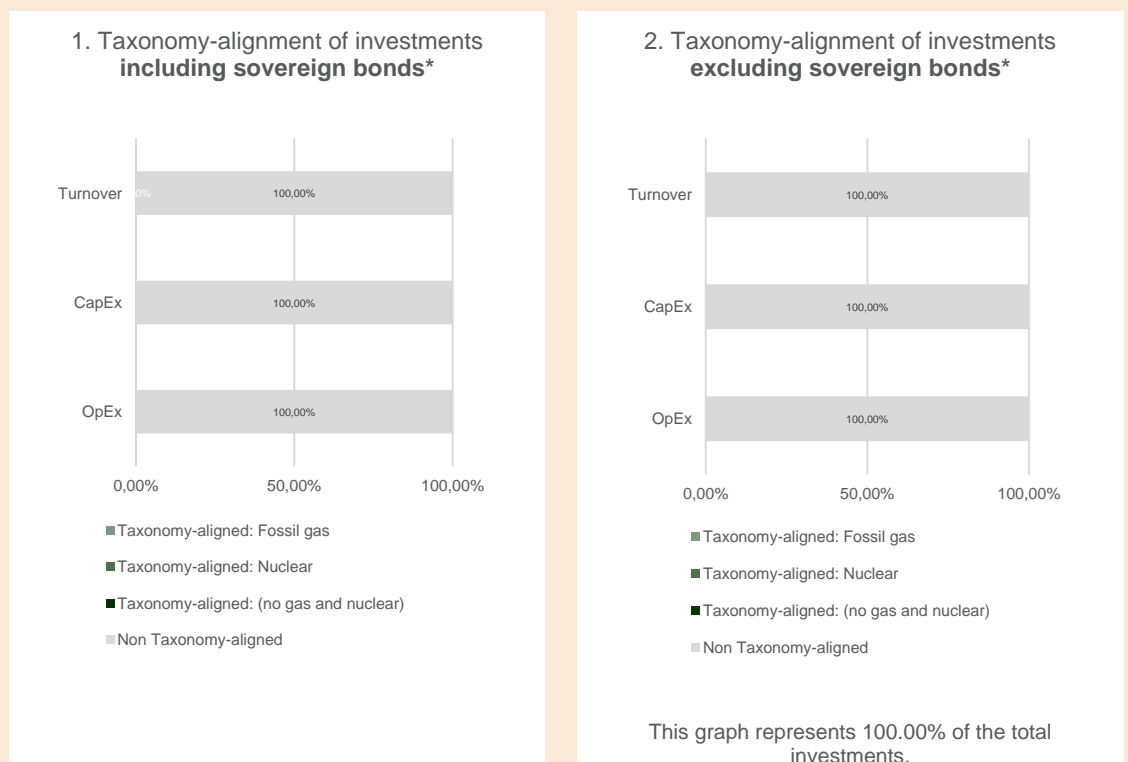 1. Taxonomy-alignment of investments
including sovereign bonds*
Turnover
0%
100,00%
CapEx
100,00%
OpEx
100,00%
0,00%
50,00%
100,00%
Taxonomy-aligned: Fossil gas
Taxonomy-aligned: Nuclear
Taxonomy-aligned: (no gas and nuclear)
Non Taxonomy-aligned
2. Taxonomy-alignment of investments
excluding sovereign bonds*
Turnover
100,00%
CapEx
100,00%
OpEx
100,00%
0,00%
50,00%
100,00%
Taxonomy-aligned: Fossil gas
Taxonomy-aligned: Nuclear
Taxonomy-aligned: (no gas and nuclear)
Non Taxonomy-aligned
This graph represents 100.00% of the total
investments.